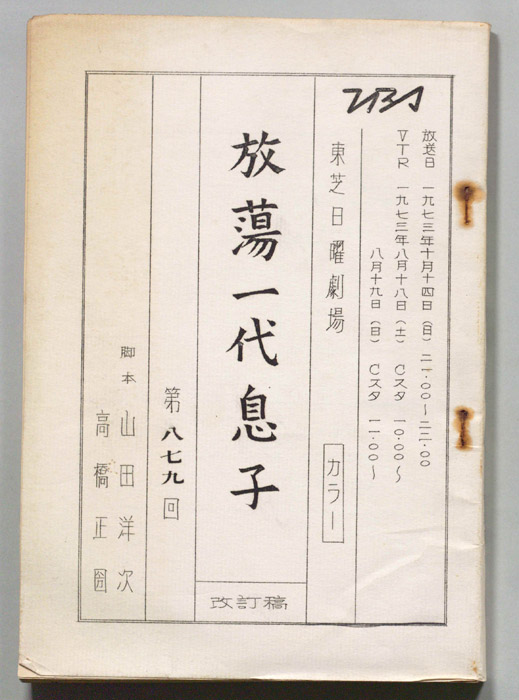 放送日 一九七三年十月十四日(日) 二一・〇〇〜二二・〇〇
VTR 一九七三年八月十八日(土) Cスタ 一〇・〇〇〜
八月十九日(日) Cスタ 一一・〇〇〜
TBS
東芝日曜劇場 カラー
放蕩一代息子
改訂稿
第八七九回
脚本 山田洋次
高橋正圀